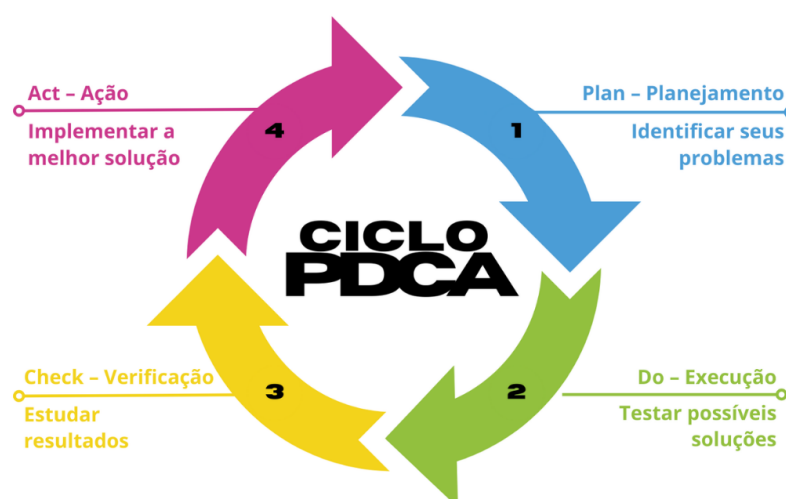 Act – Ação
Implementar a
melhor solução
4
1
Plan – Planejamento
Identificar seus
problemas
CICLO
PDCA
Check – Verificação
Estudar
resultados
3
2
Do – Execução
Testar possíveis
soluções